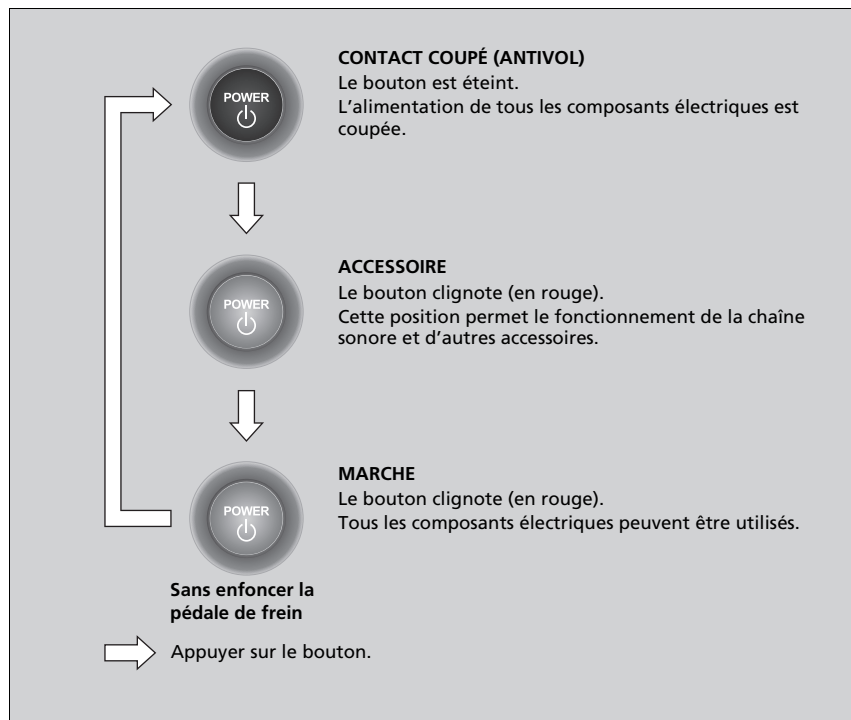 CONTACT COUPÉ (ANTIVOL)
Le bouton est éteint.
L’alimentation de tous les composants électriques est
coupée.
POWER
ACCESSOIRE
Le bouton clignote (en rouge).
Cette position permet le fonctionnement de la chaîne
sonore et d’autres accessoires.
POWER
MARCHE
Le bouton clignote (en rouge).
Tous les composants électriques peuvent être utilisés.
POWER
Sans enfoncer la
pédale de frein
Appuyer sur le bouton.